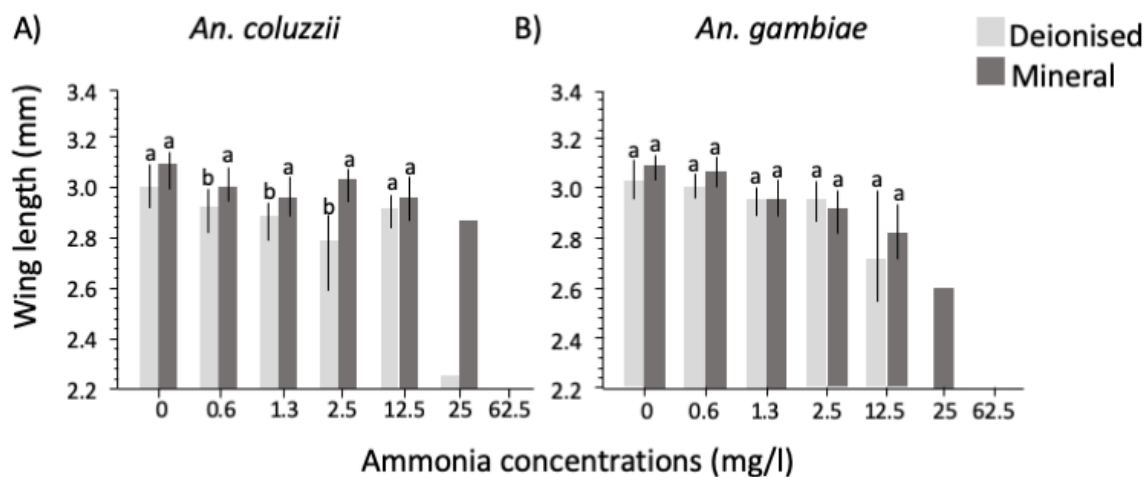 A) An. coluzzii
B) An. gambiae
Deionised
Mineral
Wing length (mm)
3.4
3.2
3.0
2.8
2.6
2.4
2.2
a a b a b a b a a a
0 0.6 1.3 2.5 12.5 25 62.5
3.4
3.2
3.0
2.8
2.6
2.4
2.2
a a a a a a a a a a
0 0.6 1.3 2.5 12.5 25 62.5
Ammonia concentrations (mg/l)